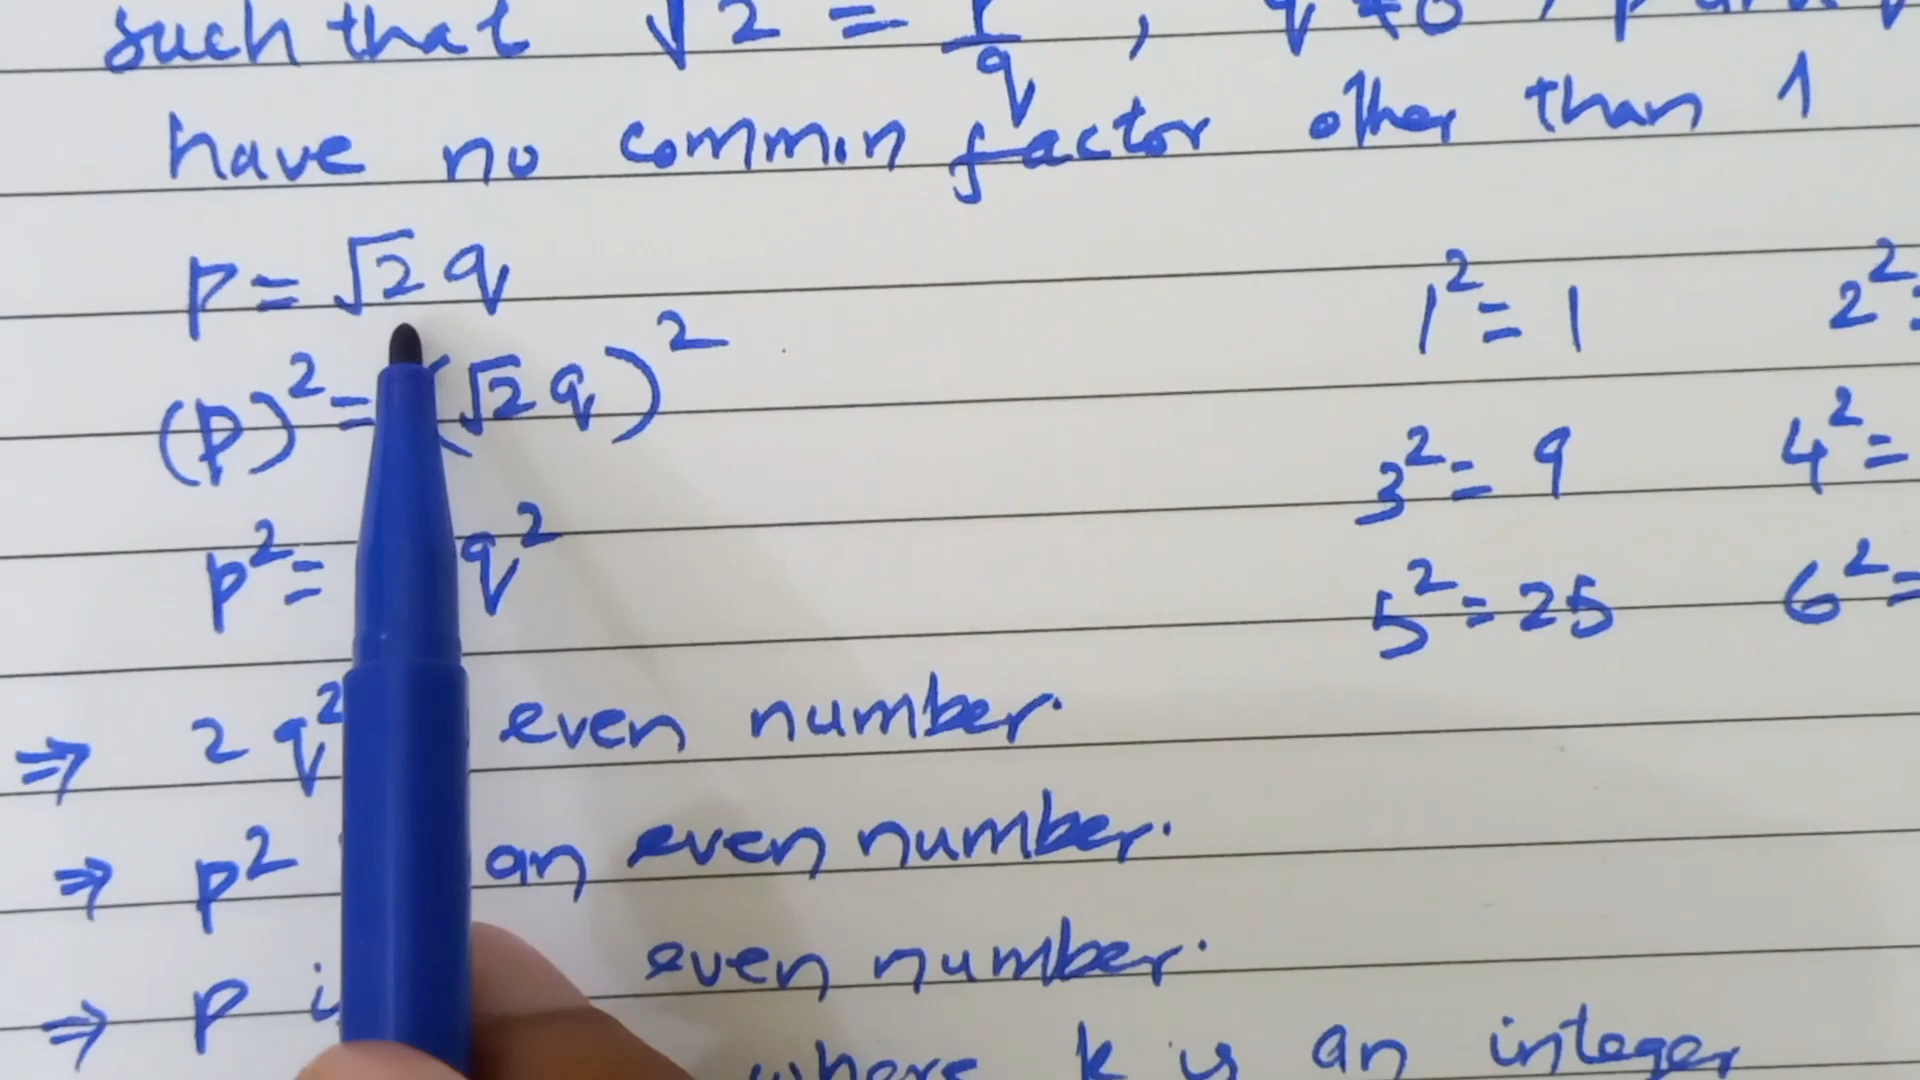 such that √2 = p/q , q ≠ 0 , p and q
have no common factor other than 1
p = √2 q
1² = 1 2² =
(p)² = (√2 q)²
3² = 9 4² =
p² = q²
5² = 25 6² =
⇒ 2 q² even number.
⇒ p² an even number.
⇒ p even number.
where k is an integer